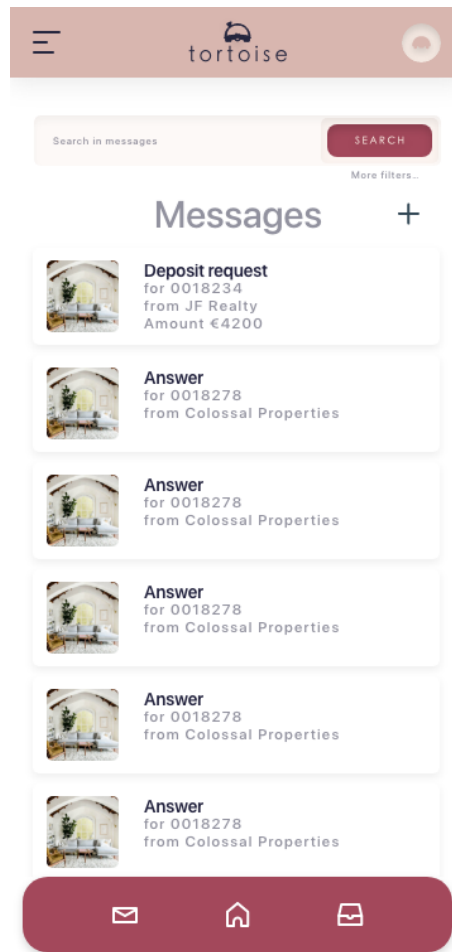 tortoise
Search in messages
SEARCH
More filters..
Messages
Deposit request
for 0018234
from JF Realty
Amount €4200
Answer
for 0018278
from Colossal Properties
Answer
for 0018278
from Colossal Properties
Answer
for 0018278
from Colossal Properties
Answer
for 0018278
from Colossal Properties
Answer
for 0018278
from Colossal Properties